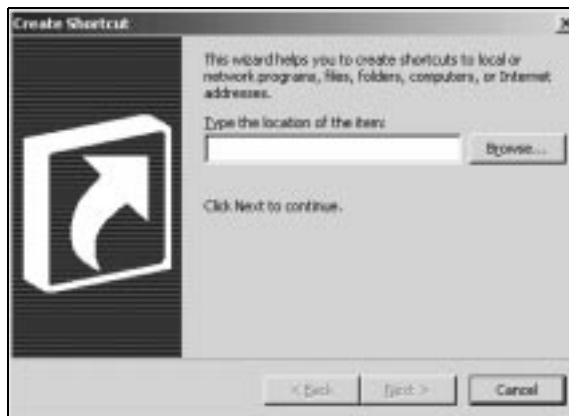 Create Shortcut
This wizard helps you to create shortcuts to local or
network programs, files, folders, computers, or Internet
addresses.
Type the location of the item:
Browse...
Click Next to continue.
< Back
Next >
Cancel